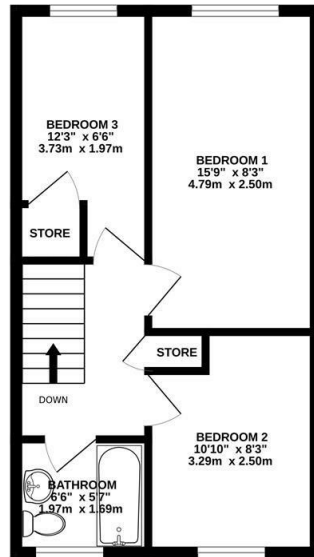 BEDROOM 3
12'3" x 6'6"
3.73m x 1.97m
BEDROOM 1
15'9" x 8'3"
4.79m x 2.50m
STORE
STORE
DOWN
BEDROOM 2
10'10" x 8'3"
3.29m x 2.50m
BATHROOM
6'6" x 5'7"
1.97m x 1.69m